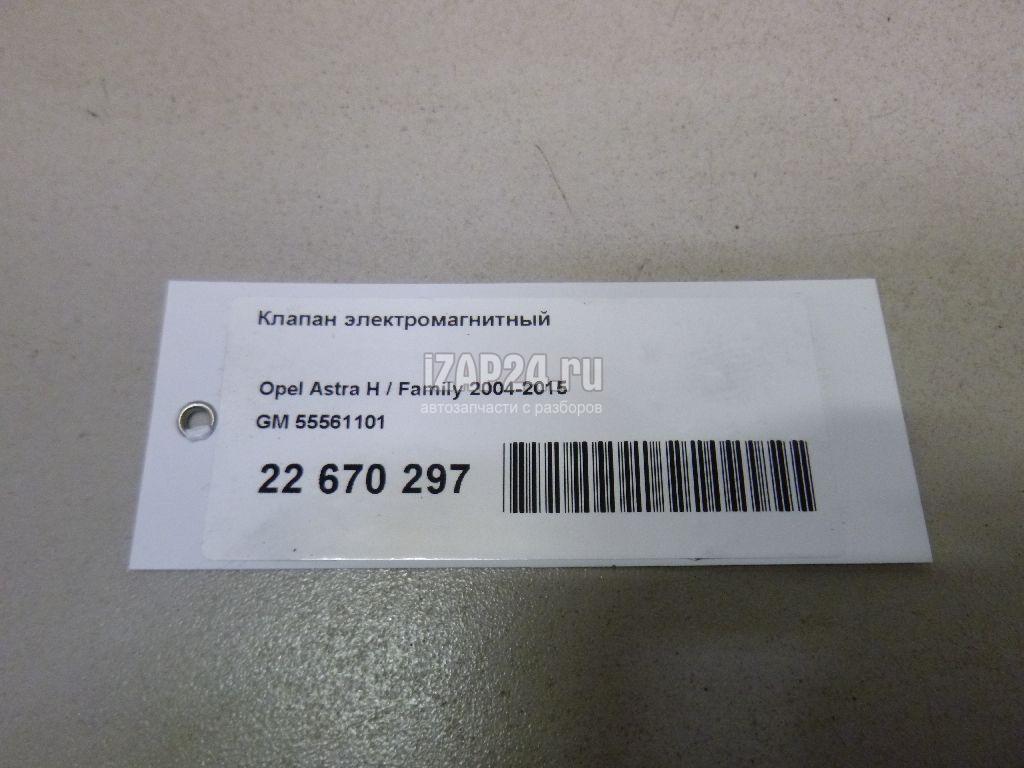 Клапан электромагнитный
iZAP24.ru
Opel Astra H / Family 2004-2015
автозапчасти с разборов
GM 55561101
22 670 297